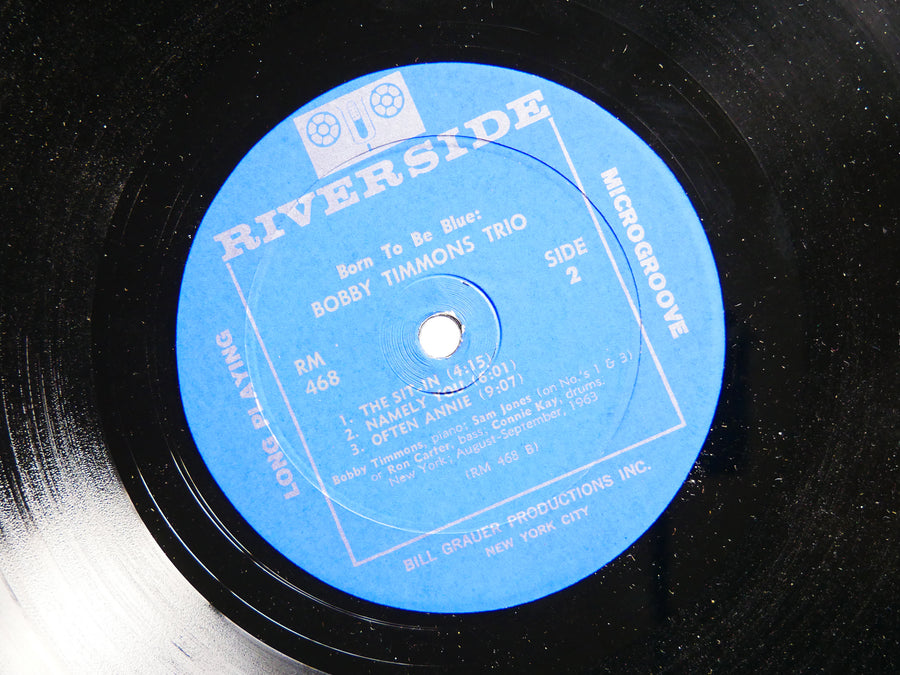 RIVERSIDE
Born To Be Blue:
BOBBY TIMMONS TRIO
SIDE
2
RM
468
1. THE SIT-IN (4:15)
2. NAMELY YOU (6:01)
3. OFTEN ANNIE (9:07)
Bobby Timmons, piano; Sam Jones (on No.'s 1 & 3)
or Ron Carter, bass; Connie Kay, drums.
New York; August-September, 1963
(RM 468 B)
LONG PLAYING
MICROGROOVE
BILL GRAUER PRODUCTIONS INC.
NEW YORK CITY